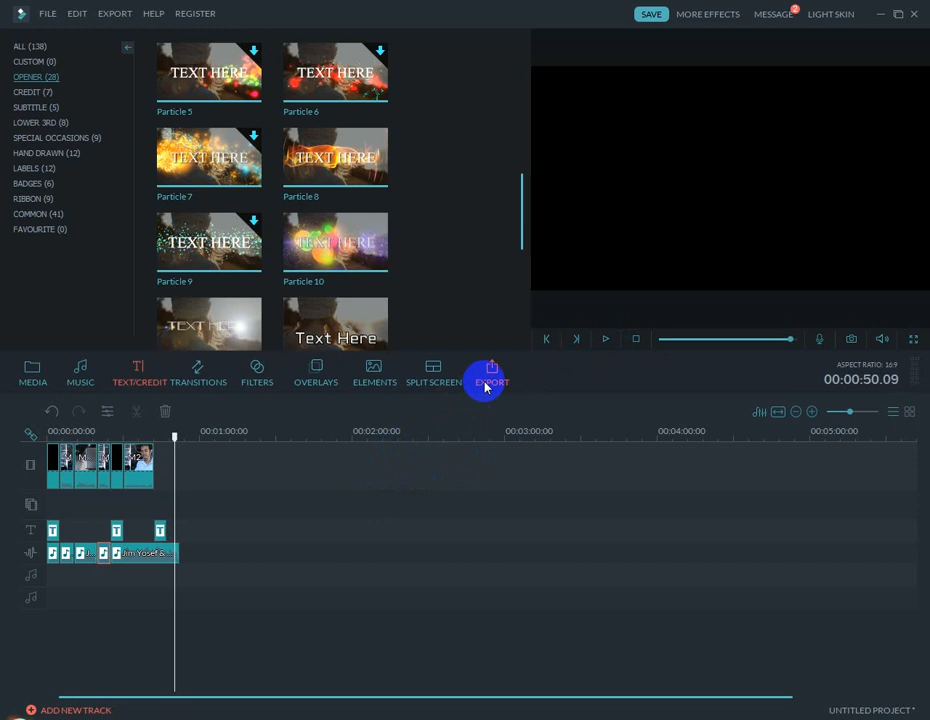 FILE EDIT EXPORT HELP REGISTER SAVE MORE EFFECTS MESSAGE 2 LIGHT SKIN
ALL (138)
CUSTOM (0)
OPENER (28)
CREDIT (7)
SUBTITLE (5)
LOWER 3RD (8)
SPECIAL OCCASIONS (9)
HAND DRAWN (12)
LABELS (12)
BADGES (6)
RIBBON (9)
COMMON (41)
FAVOURITE (0)
TEXT HERE TEXT HERE
Particle 5 Particle 6
TEXT HERE TEXT HERE
Particle 7 Particle 8
TEXT HERE TEXT HERE
Particle 9 Particle 10
TEXT HERE Text Here
MEDIA MUSIC TEXT/CREDIT TRANSITIONS FILTERS OVERLAYS ELEMENTS SPLIT SCREEN EXPORT
ASPECT RATIO: 16:9
00:00:50.09
00:00:00:00 00:01:00:00 00:02:00:00 00:03:00:00 00:04:00:00 00:05:00:00
M M... M M2
T T T
J... Jim Yosef &...
ADD NEW TRACK UNTITLED PROJECT*